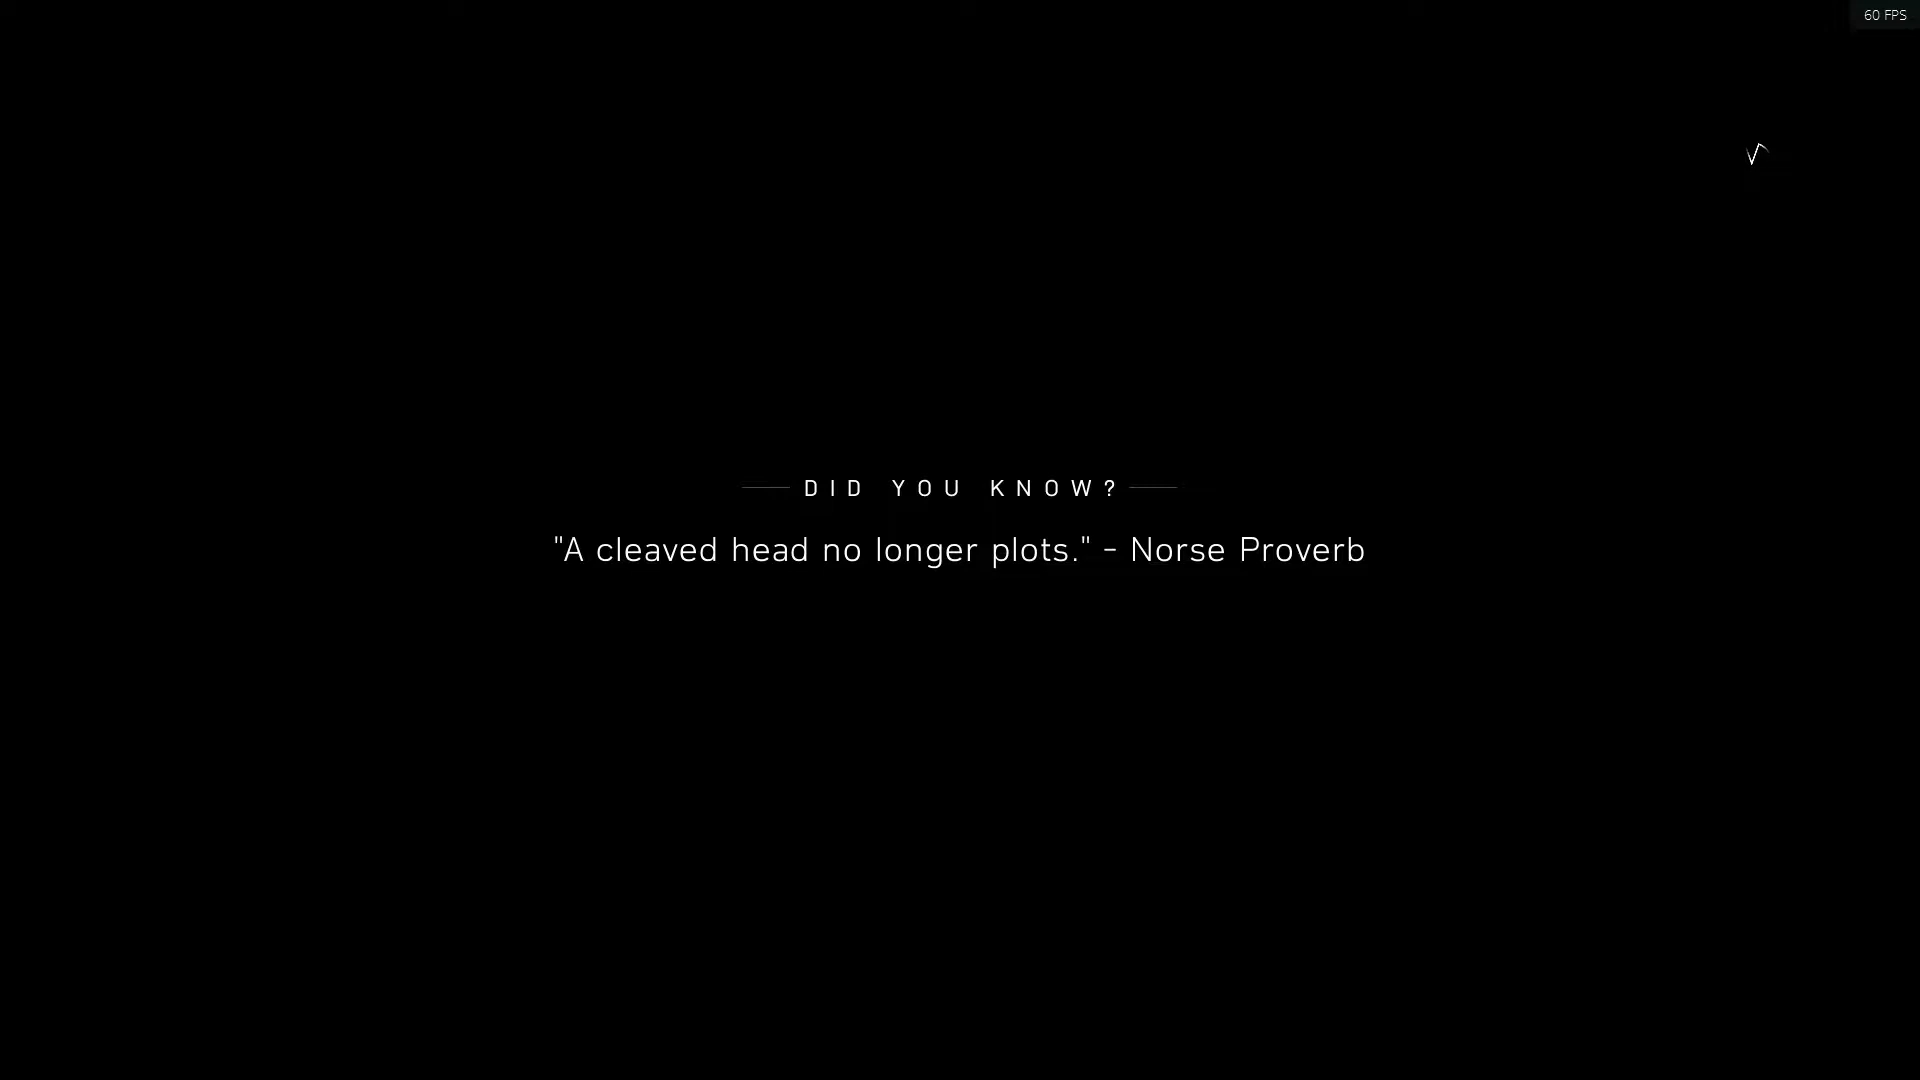 60 FPS
DID YOU KNOW?
"A cleaved head no longer plots." - Norse Proverb